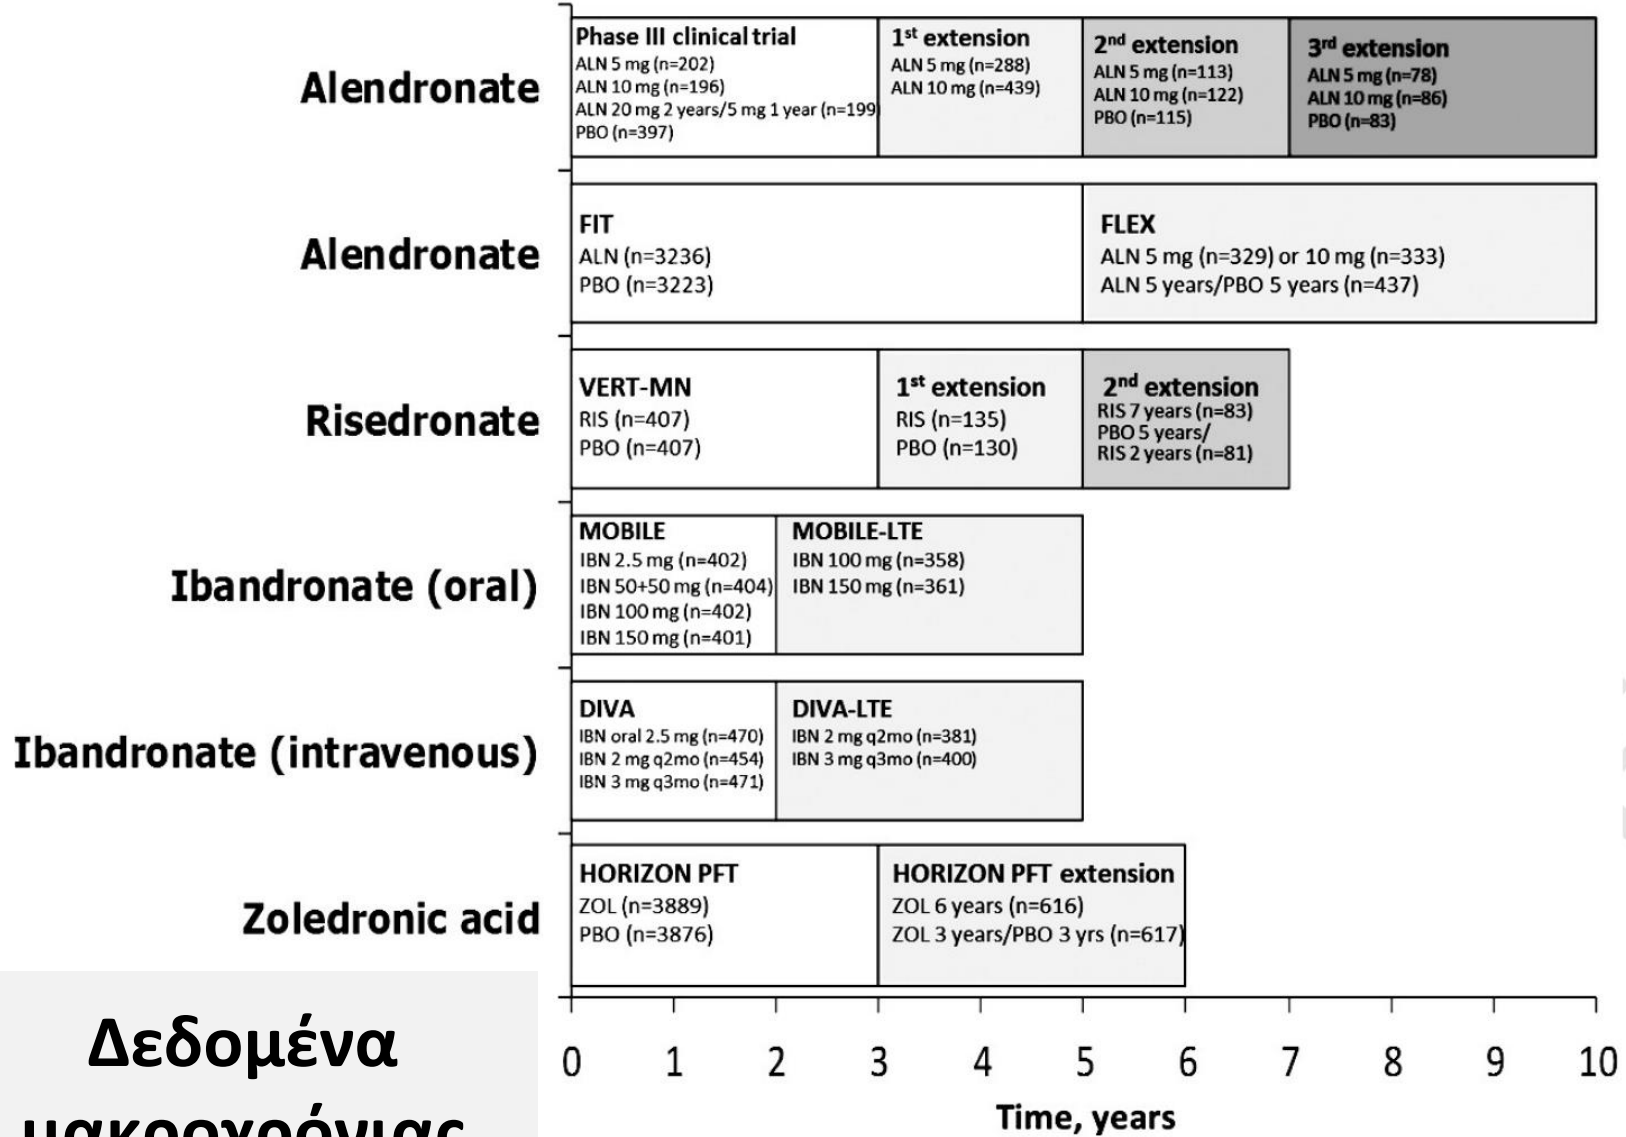 Alendronate
Phase III clinical trial
ALN 5 mg (n=202)
ALN 10 mg (n=196)
ALN 20 mg 2 years/5 mg 1 year (n=199)
PBO (n=397)
1st extension
ALN 5 mg (n=288)
ALN 10 mg (n=439)
2nd extension
ALN 5 mg (n=113)
ALN 10 mg (n=122)
PBO (n=115)
3rd extension
ALN 5 mg (n=78)
ALN 10 mg (n=86)
PBO (n=83)
Alendronate
FIT
ALN (n=3236)
PBO (n=3223)
FLEX
ALN 5 mg (n=329) or 10 mg (n=333)
ALN 5 years/PBO 5 years (n=437)
Risedronate
VERT-MN
RIS (n=407)
PBO (n=407)
1st extension
RIS (n=135)
PBO (n=130)
2nd extension
RIS 7 years (n=83)
PBO 5 years/
RIS 2 years (n=81)
Ibandronate (oral)
MOBILE
IBN 2.5 mg (n=402)
IBN 50+50 mg (n=404)
IBN 100 mg (n=402)
IBN 150 mg (n=401)
MOBILE-LTE
IBN 100 mg (n=358)
IBN 150 mg (n=361)
Ibandronate (intravenous)
DIVA
IBN oral 2.5 mg (n=470)
IBN 2 mg q2mo (n=454)
IBN 3 mg q3mo (n=471)
DIVA-LTE
IBN 2 mg q2mo (n=381)
IBN 3 mg q3mo (n=400)
Zoledronic acid
HORIZON PFT
ZOL (n=3889)
PBO (n=3876)
HORIZON PFT extension
ZOL 6 years (n=616)
ZOL 3 years/PBO 3 yrs (n=617)
0 1 2 3 4 5 6 7 8 9 10
Time, years
Δεδομένα
μακροχρόνιας